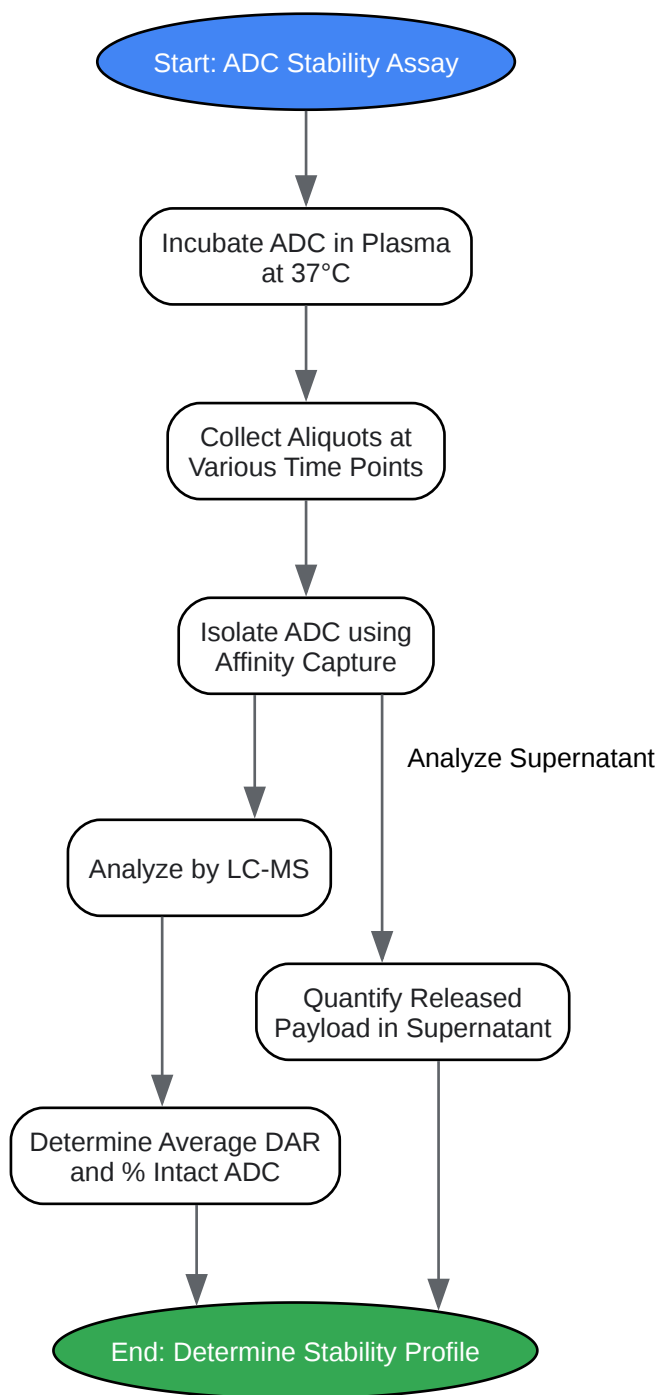 Start: ADC Stability Assay
Incubate ADC in Plasma
at 37°C
Collect Aliquots at
Various Time Points
Isolate ADC using
Affinity Capture
Analyze Supernatant
Analyze by LC-MS
Quantify Released
Payload in Supernatant
Determine Average DAR
and % Intact ADC
End: Determine Stability Profile